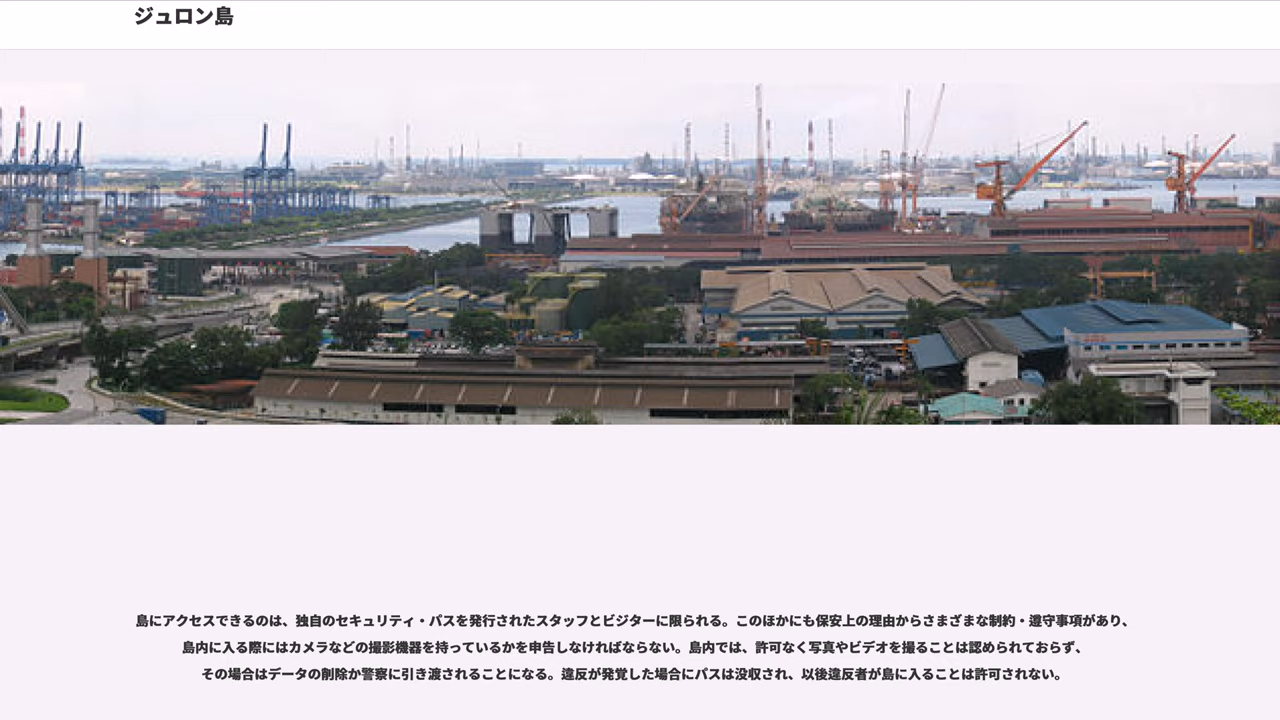 ジュロン島
島にアクセスできるのは、独自のセキュリティ・パスを発行されたスタッフとビジターに限られる。このほかにも保安上の理由からさまざまな制約・遵守事項があり、
島内に入る際にはカメラなどの撮影機器を持っているかを申告しなければならない。島内では、許可なく写真やビデオを撮ることは認められておらず、
その場合はデータの削除か警察に引き渡されることになる。違反が発覚した場合にパスは没収され、以後違反者が島に入ることは許可されない。